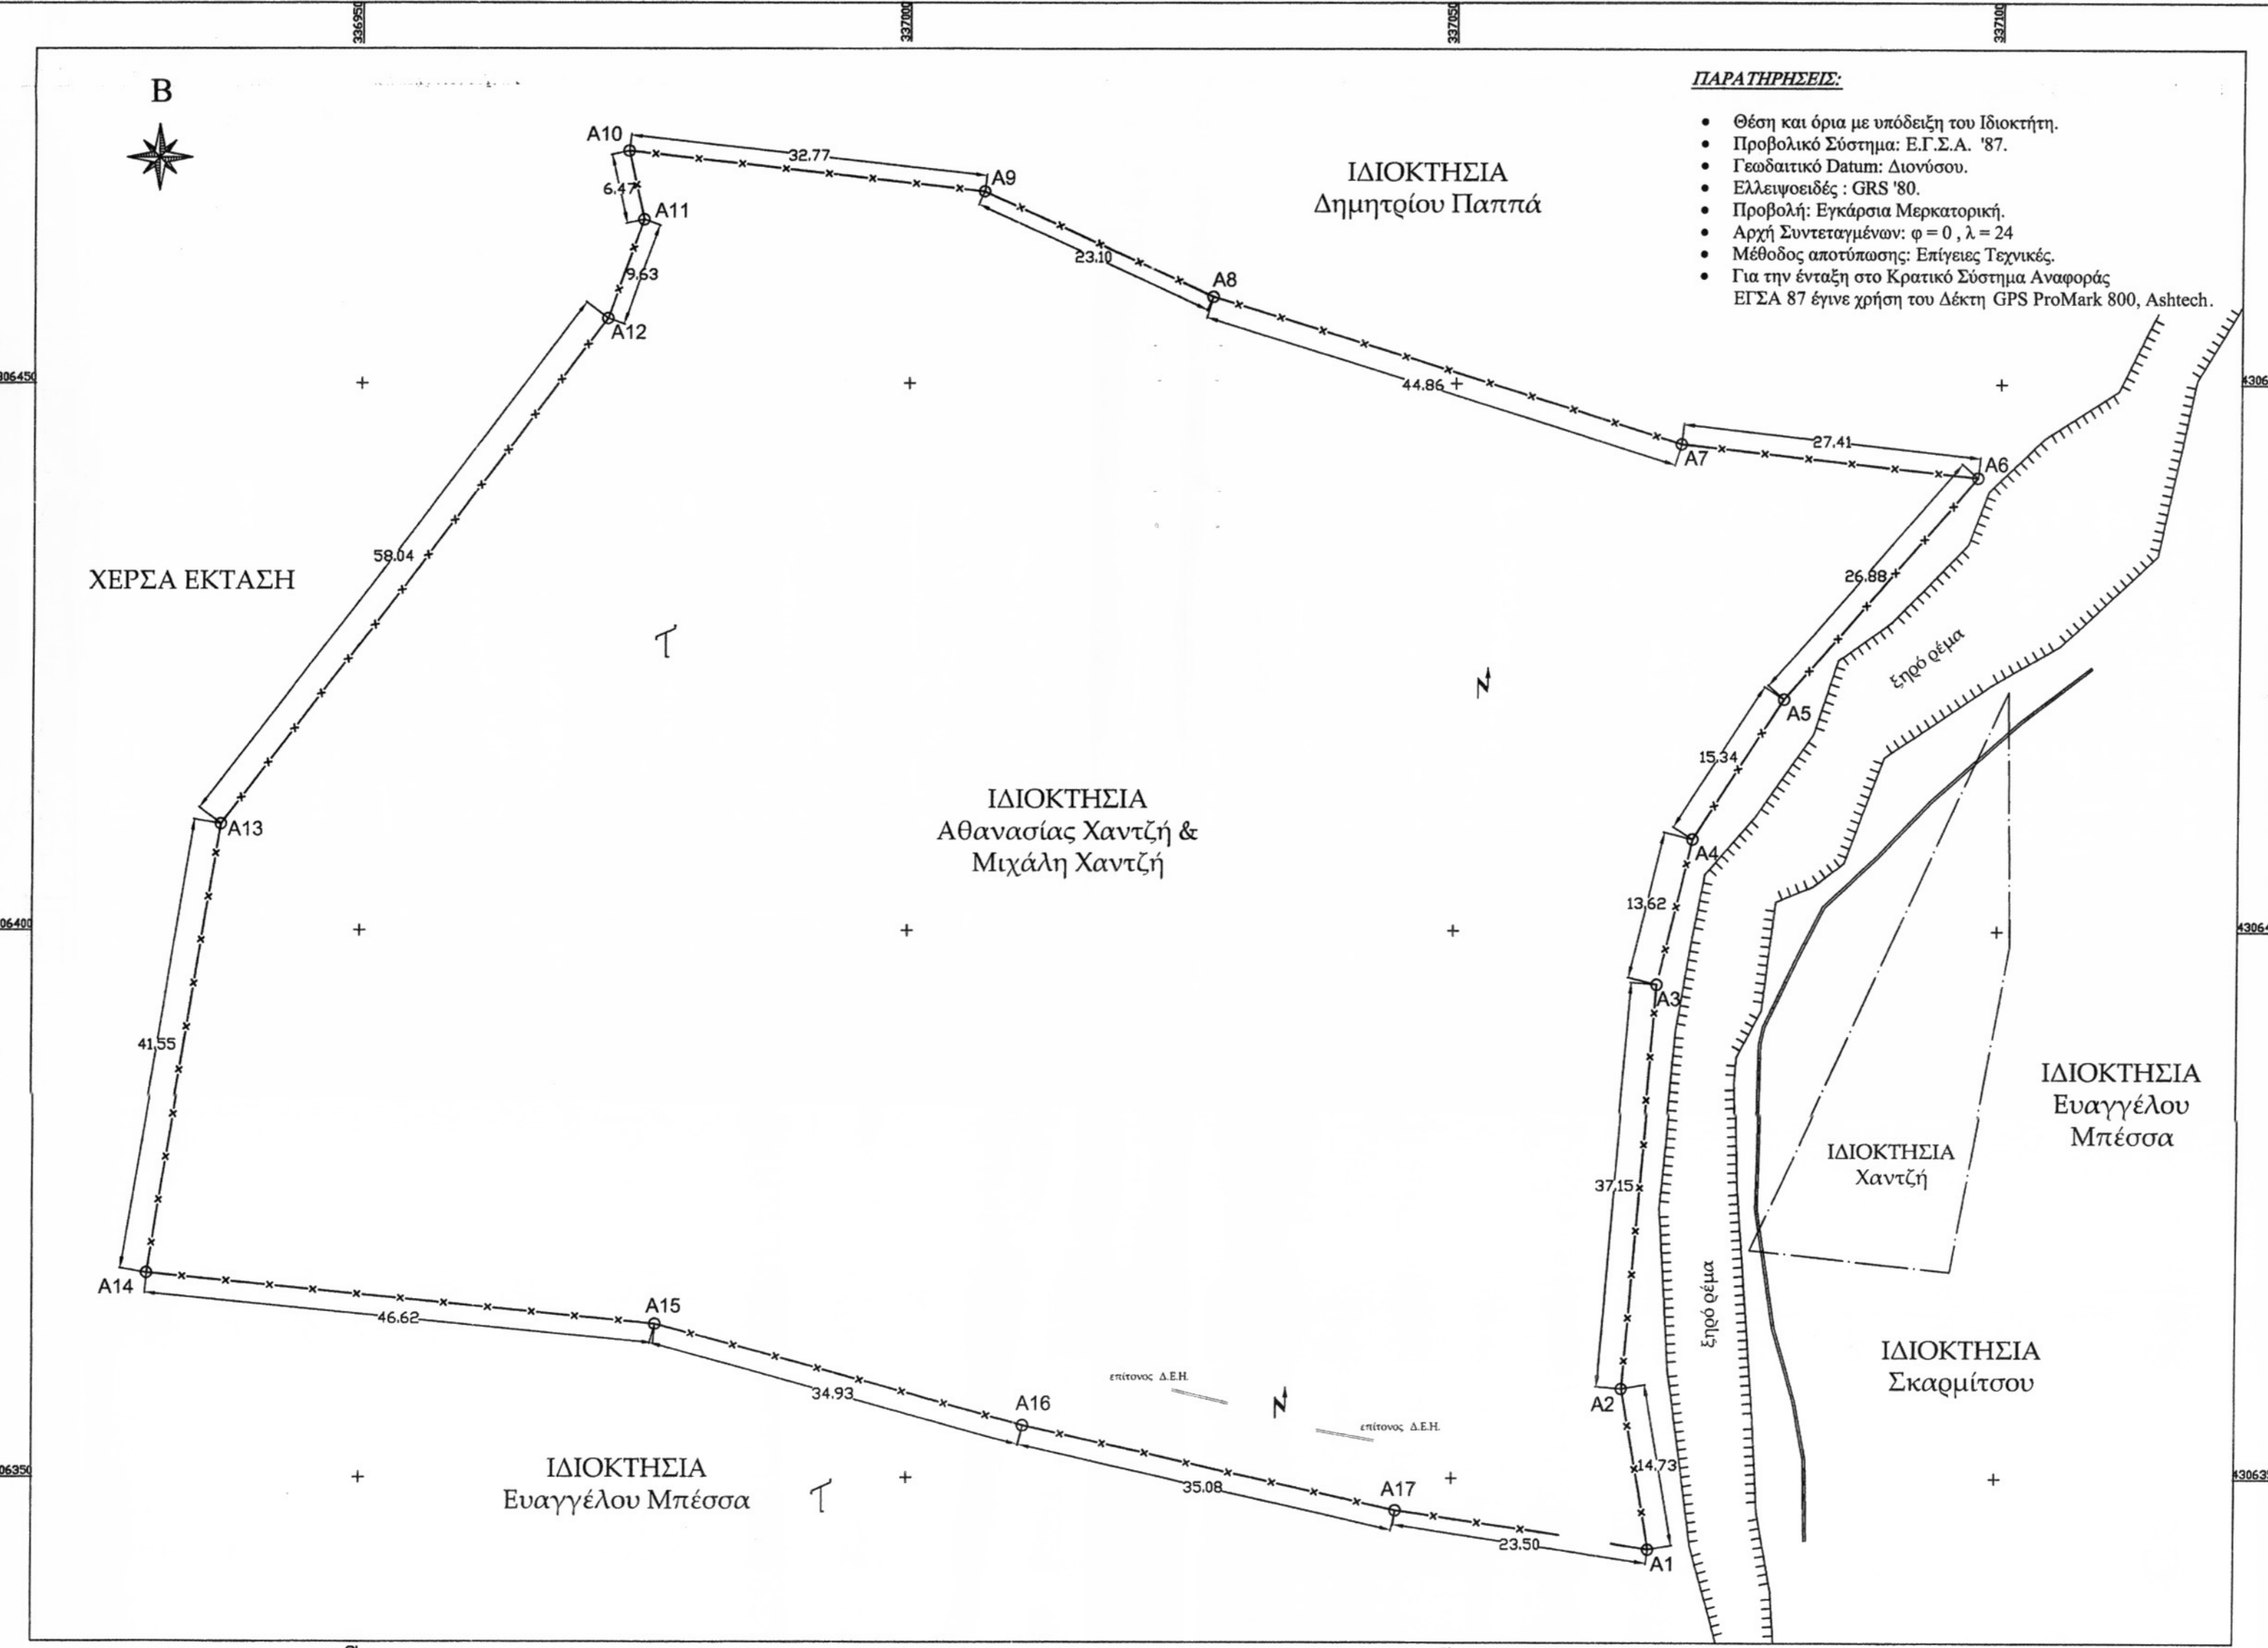 336950
337000
337050
337100
B
ΠΑΡΑΤΗΡΗΣΕΙΣ:
• Θέση και όρια με υπόδειξη του Ιδιοκτήτη.
• Προβολικό Σύστημα: Ε.Γ.Σ.Α. '87.
• Γεωδαιτικό Datum: Διονύσου.
• Ελλειψοειδές : GRS '80.
• Προβολή: Εγκάρσια Μερκατορική.
• Αρχή Συντεταγμένων: φ = 0 , λ = 24
• Μέθοδος αποτύπωσης: Επίγειες Τεχνικές.
• Για την ένταξη στο Κρατικό Σύστημα Αναφοράς
ΕΓΣΑ 87 έγινε χρήση του Δέκτη GPS ProMark 800, Ashtech.
A10
32.77
A9
6.47
A11
9.63
A12
23.10
A8
ΙΔΙΟΚΤΗΣΙΑ
Δημητρίου Παππά
06450
4306
44.86
A7
27.41
A6
58.04
ΧΕΡΣΑ ΕΚΤΑΣΗ
26.88
ξηρό ρέμα
N
A5
15.34
ΙΔΙΟΚΤΗΣΙΑ
Αθανασίας Χαντζή &
Μιχάλη Χαντζή
A13
A4
13.62
06400
43064
A3
41.55
ΙΔΙΟΚΤΗΣΙΑ
Ευαγγέλου
Μπέσσα
ΙΔΙΟΚΤΗΣΙΑ
Χαντζή
37.15
A14
46.62
A15
34.93
ξηρό ρέμα
ΙΔΙΟΚΤΗΣΙΑ
Σκαρμίτσου
επίτονος Δ.Ε.Η.
N
επίτονος Δ.Ε.Η.
A2
A16
14.73
06350
43063
ΙΔΙΟΚΤΗΣΙΑ
Ευαγγέλου Μπέσσα
35.08
A17
23.50
A1